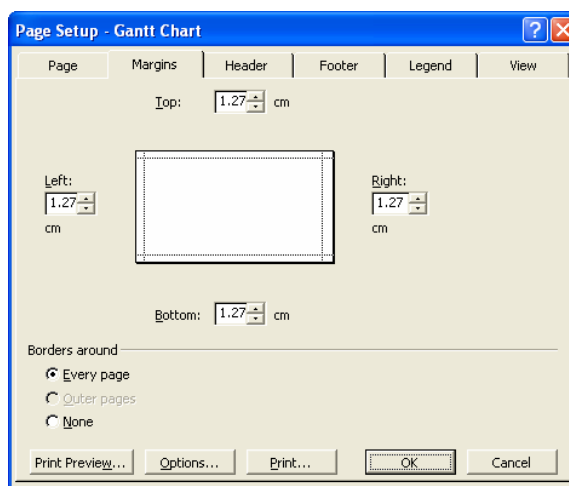 Page Setup - Gantt Chart
Page Margins Header Footer Legend View
Top: 1.27 cm
Left: Right:
1.27 1.27
cm cm
Bottom: 1.27 cm
Borders around
Every page
Outer pages
None
Print Preview... Options... Print... OK Cancel